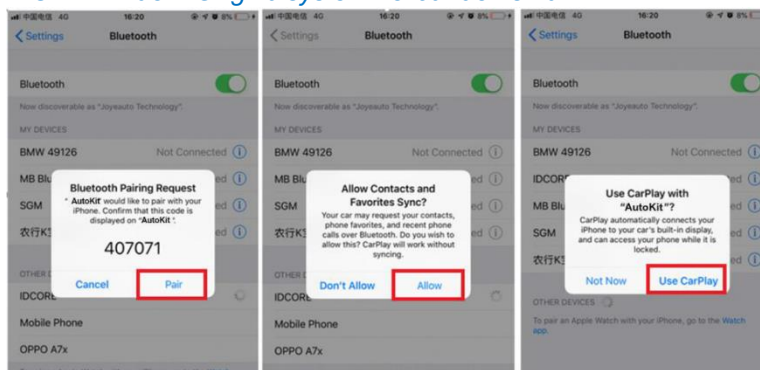 中国电信 4G 16:20 8%
Settings Bluetooth
Bluetooth
Now discoverable as "Joyeauto Technology".
MY DEVICES
BMW 49126 Not Connected
MB Blu
SGM
农行K宝
Bluetooth Pairing Request
"AutoKit" would like to pair with your
iPhone. Confirm that this code is
displayed on "AutoKit".
407071
Cancel Pair
OTHER D
IDCORE
Mobile Phone
OPPO A7x
中国电信 4G 16:20 8%
Settings Bluetooth
Bluetooth
Now discoverable as "Joyeauto Technology".
MY DEVICES
BMW 49126 Not Connected
MB Blu
SGM
农行K宝
Allow Contacts and
Favorites Sync?
Your car may request your contacts,
phone favorites, and recent phone
calls over Bluetooth. Do you wish to
allow this? CarPlay will work without
syncing.
Don't Allow Allow
OTHER D
IDCORE
Mobile Phone
OPPO A7x
中国电信 4G 16:20 8%
Settings Bluetooth
Bluetooth
Now discoverable as "Joyeauto Technology".
MY DEVICES
BMW 49126 Not Connected
IDCOR
MB Blu
SGM
农行K宝
Use CarPlay with
"AutoKit"?
CarPlay automatically connects your
iPhone to your car's built-in display,
and can access your phone while it is
locked.
Not Now Use CarPlay
OTHER DEVICES
To pair an Apple Watch with your iPhone, go to the Watch
app.